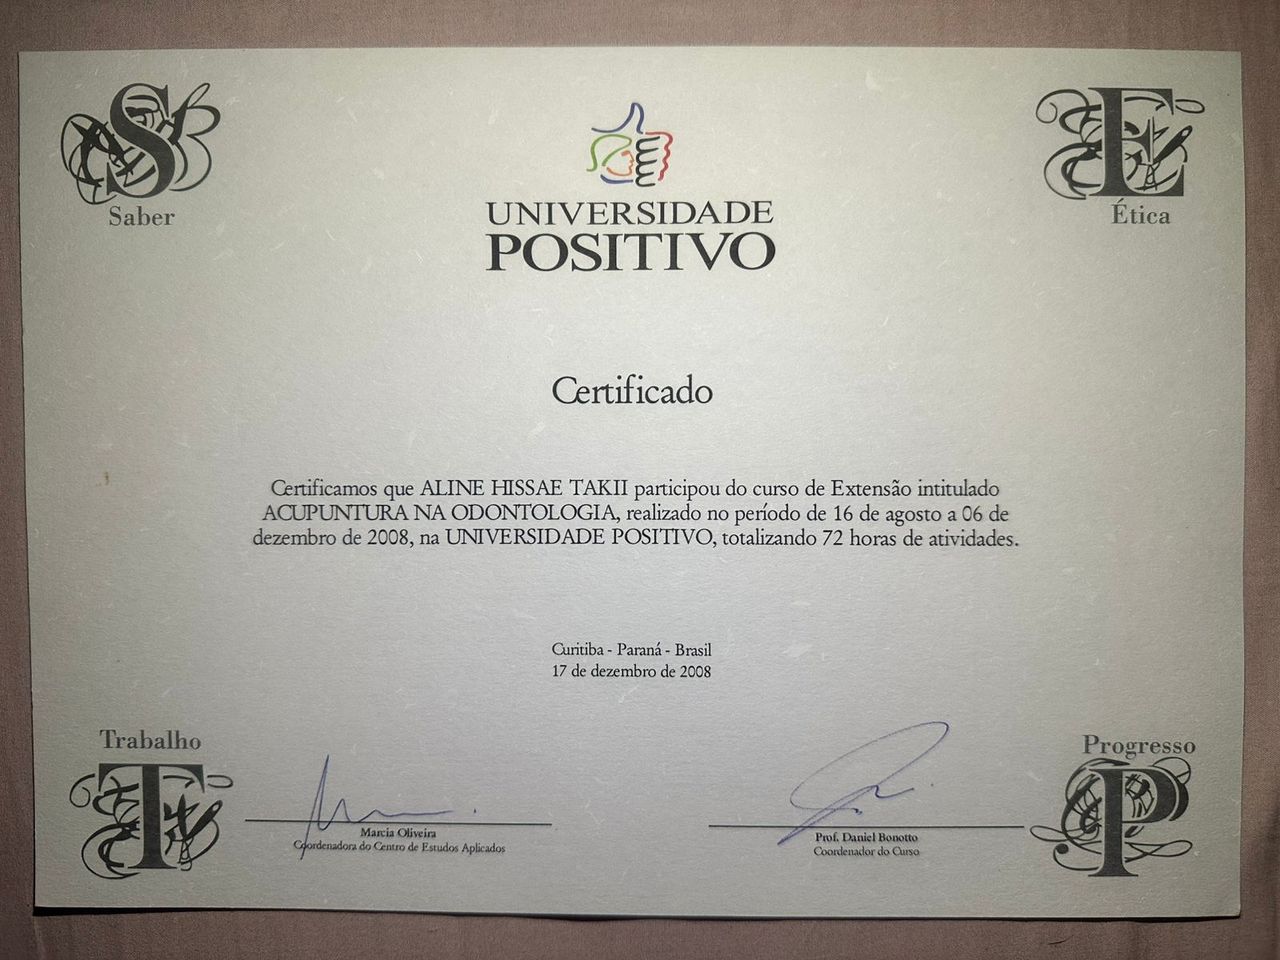 S
Saber
E
Ética
UNIVERSIDADE
POSITIVO
Certificado
Certificamos que ALINE HISSAE TAKII participou do curso de Extensão intitulado
ACUPUNTURA NA ODONTOLOGIA, realizado no período de 16 de agosto a 06 de
dezembro de 2008, na UNIVERSIDADE POSITIVO, totalizando 72 horas de atividades.
Curitiba - Paraná - Brasil
17 de dezembro de 2008
Trabalho
T
Marcia Oliveira
Coordenadora do Centro de Estudos Aplicados
Prof. Daniel Bonotto
Coordenador do Curso
Progresso
P